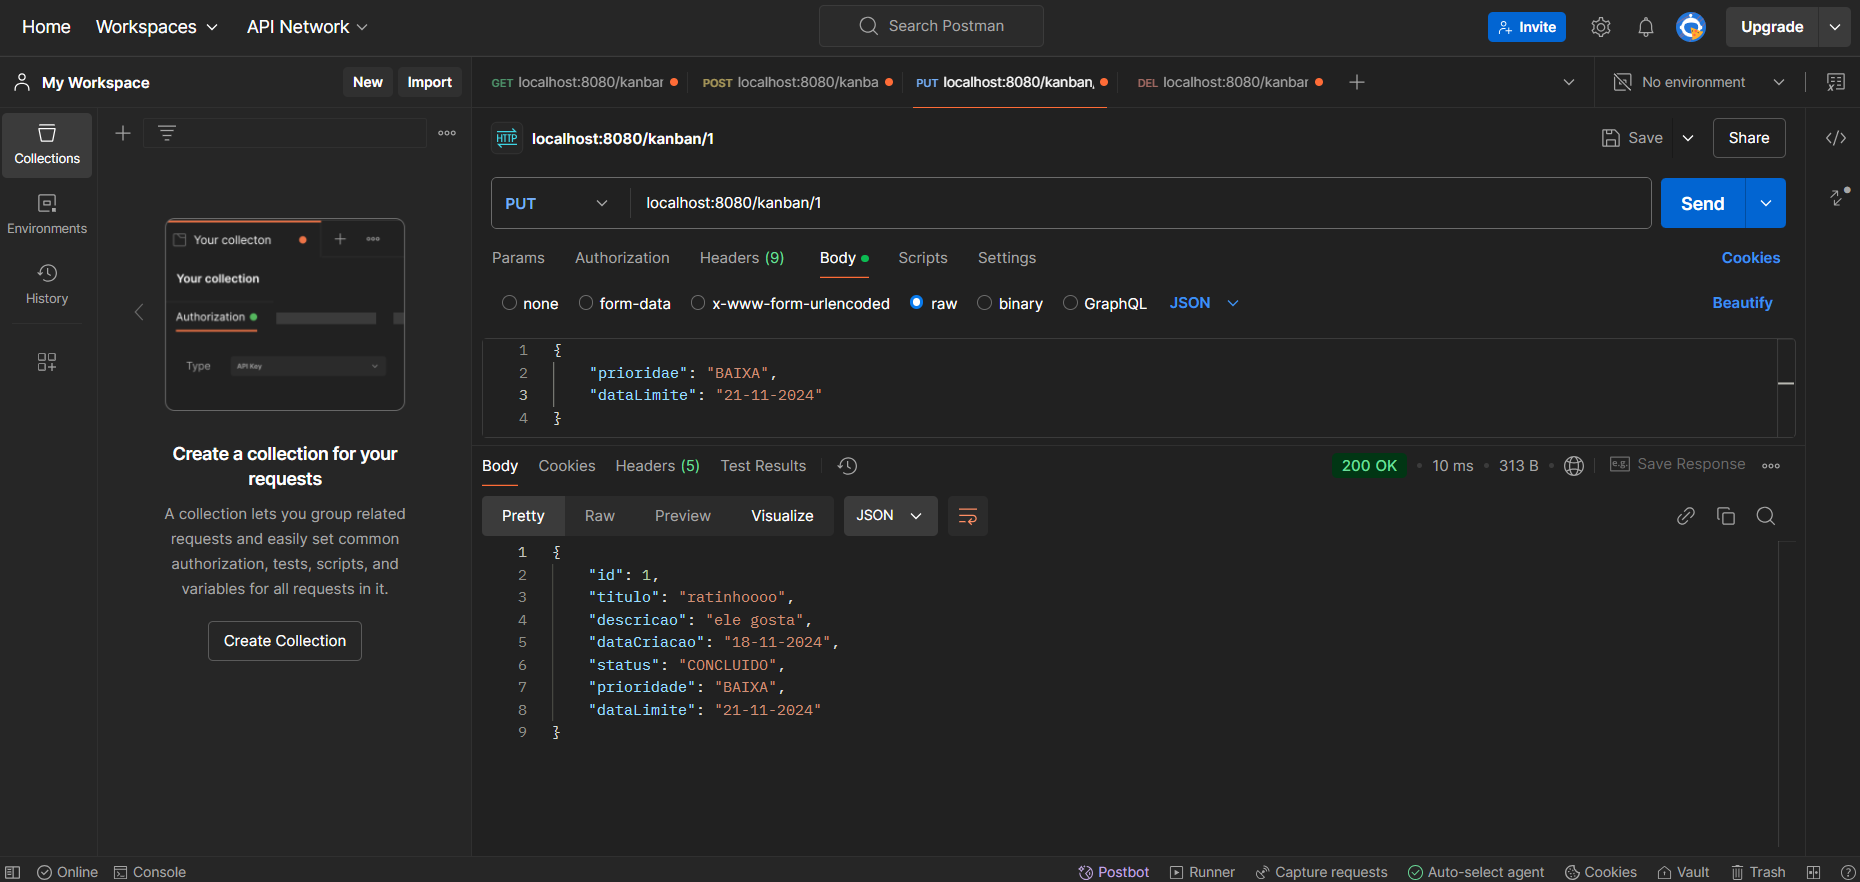 Home Workspaces API Network Search Postman Invite Upgrade
My Workspace New Import GET localhost:8080/kanbar POST localhost:8080/kanba PUT localhost:8080/kanban, DEL localhost:8080/kanbar No environment
Collections
Environments
History
Your collecton
Your collection
Authorization
Type API Key
Create a collection for your
requests
A collection lets you group related
requests and easily set common
authorization, tests, scripts, and
variables for all requests in it.
Create Collection
HTTP localhost:8080/kanban/1 Save Share
PUT localhost:8080/kanban/1 Send
Params Authorization Headers (9) Body Scripts Settings Cookies
none form-data x-www-form-urlencoded raw binary GraphQL JSON Beautify
1 {
2 "prioridae": "BAIXA",
3 "dataLimite": "21-11-2024"
4 }
Body Cookies Headers (5) Test Results 200 OK 10 ms 313 B e.g. Save Response
Pretty Raw Preview Visualize JSON
1 {
2 "id": 1,
3 "titulo": "ratinhoooo",
4 "descricao": "ele gosta",
5 "dataCriacao": "18-11-2024",
6 "status": "CONCLUIDO",
7 "prioridade": "BAIXA",
8 "dataLimite": "21-11-2024"
9 }
Online Console Postbot Runner Capture requests Auto-select agent Cookies Vault Trash